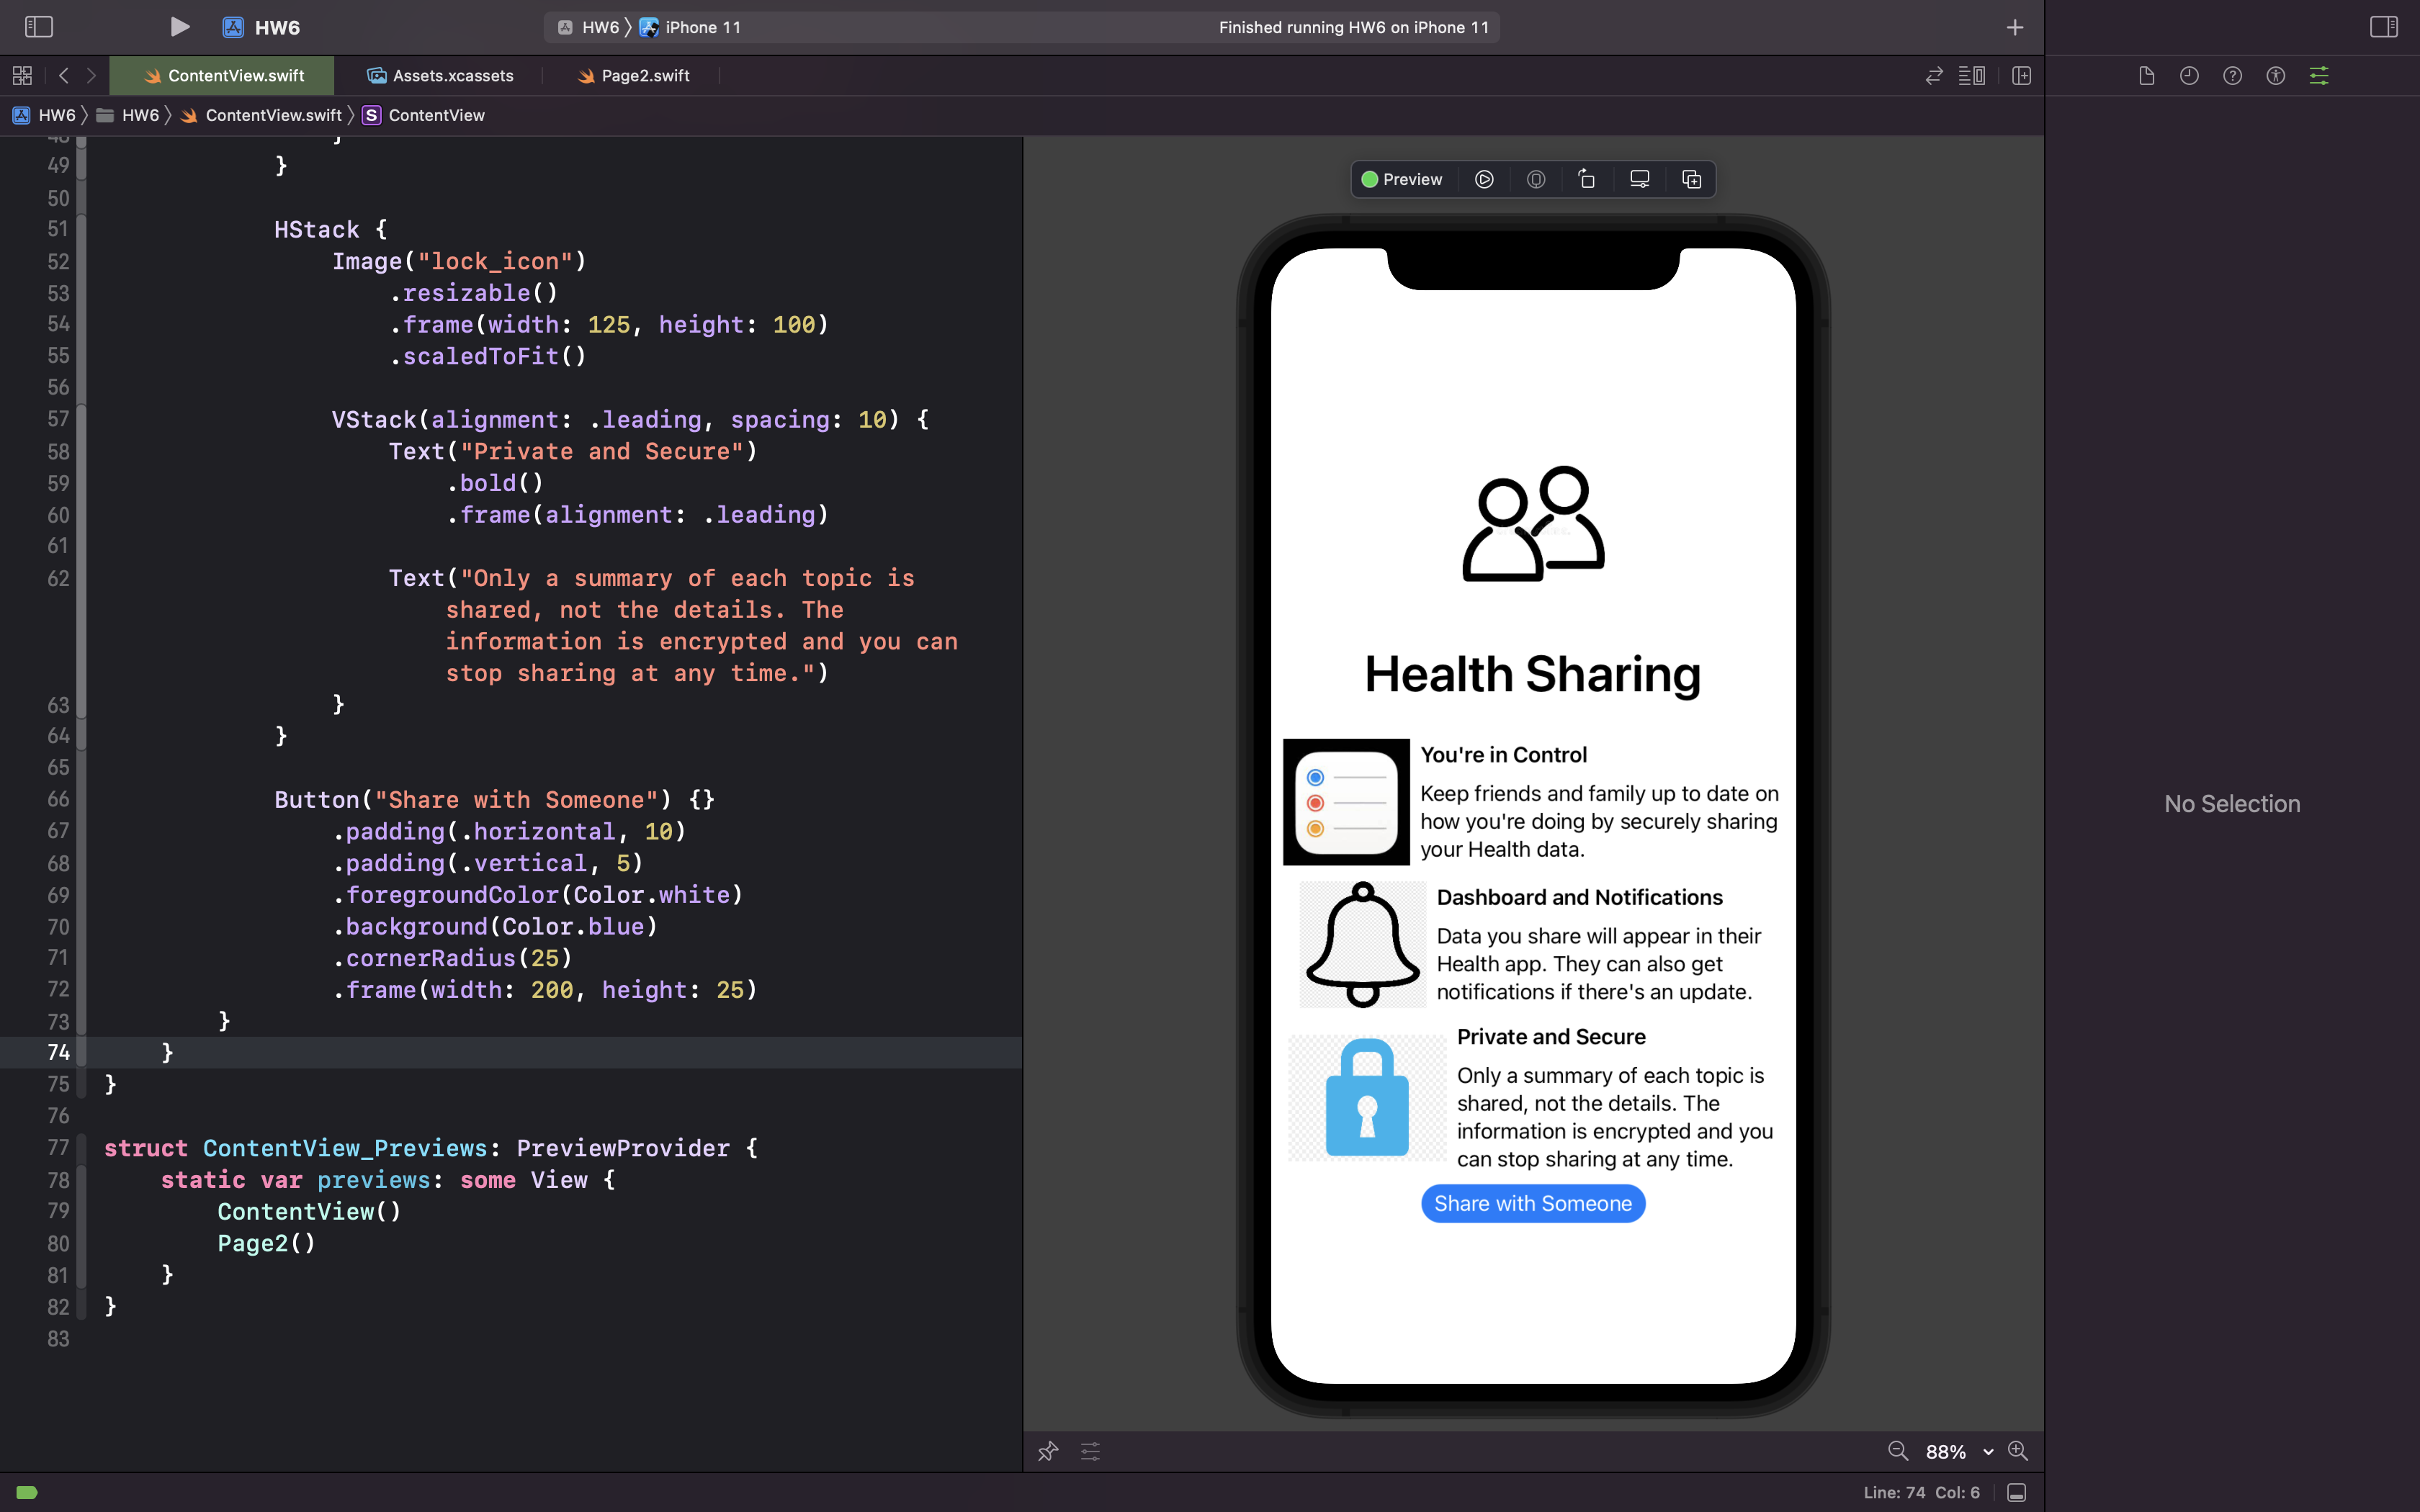 HW6
HW6 iPhone 11
Finished running HW6 on iPhone 11
ContentView.swift
Assets.xcassets
Page2.swift
HW6 HW6 ContentView.swift S ContentView
48 }
49 }
50
51 HStack {
52 Image("lock_icon")
53 .resizable()
54 .frame(width: 125, height: 100)
55 .scaledToFit()
56
57 VStack(alignment: .leading, spacing: 10) {
58 Text("Private and Secure")
59 .bold()
60 .frame(alignment: .leading)
61
62 Text("Only a summary of each topic is
shared, not the details. The
information is encrypted and you can
stop sharing at any time.")
63 }
64 }
65
66 Button("Share with Someone") {}
67 .padding(.horizontal, 10)
68 .padding(.vertical, 5)
69 .foregroundColor(Color.white)
70 .background(Color.blue)
71 .cornerRadius(25)
72 .frame(width: 200, height: 25)
73 }
74 }
75 }
76
77 struct ContentView_Previews: PreviewProvider {
78 static var previews: some View {
79 ContentView()
80 Page2()
81 }
82 }
83
Preview
Health Sharing
You're in Control
Keep friends and family up to date on
how you're doing by securely sharing
your Health data.
Dashboard and Notifications
Data you share will appear in their
Health app. They can also get
notifications if there's an update.
Private and Secure
Only a summary of each topic is
shared, not the details. The
information is encrypted and you
can stop sharing at any time.
Share with Someone
No Selection
88%
Line: 74 Col: 6